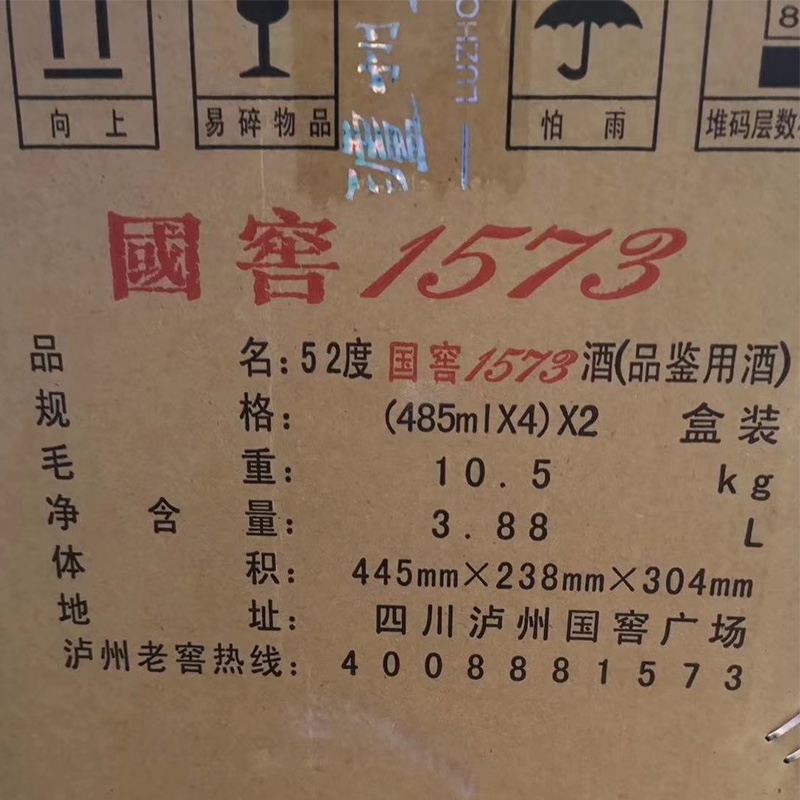 向上
易碎物品
LUZHO
怕雨
8
堆码层数
國窖1573
品名:52度国窖1573酒(品鉴用酒)
规格:(485mlX4)X2 盒装
毛重:10.5 kg
净含量:3.88 L
体积:445mm×238mm×304mm
地址:四川泸州国窖广场
泸州老窖热线:4008881573